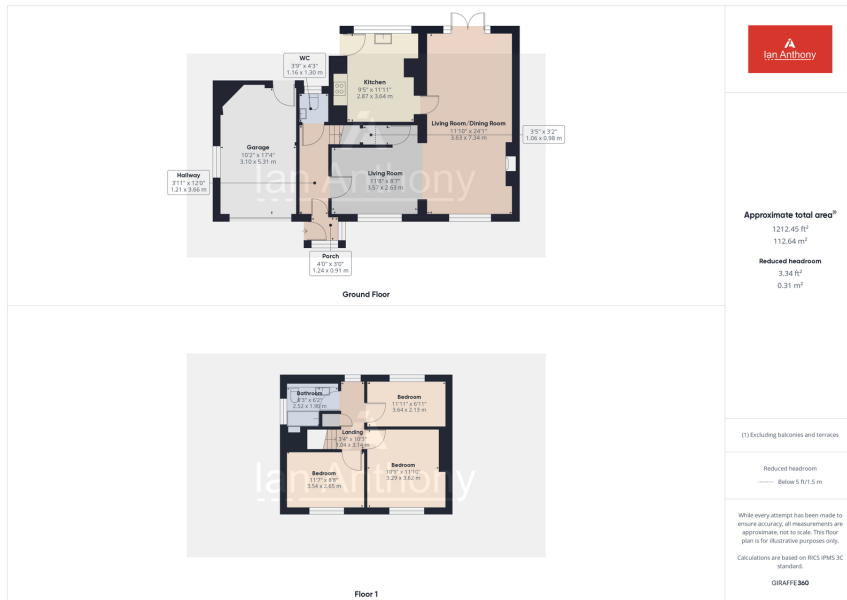 WC
3'9" x 4'3"
1.16 x 1.30 m
Kitchen
9'5" x 11'11"
2.87 x 3.64 m
Living Room/Dining Room
11'10" x 24'1"
3.63 x 7.34 m
3'5" x 3'2"
1.06 x 0.98 m
Garage
10'2" x 17'4"
3.10 x 5.31 m
Hallway
3'11" x 12'0"
1.21 x 3.66 m
Living Room
11'8" x 8'7"
3.57 x 2.63 m
Ian Anthony
Porch
4'0" x 3'0"
1.24 x 0.91 m
Ground Floor
Bathroom
8'3" x 6'2"
2.52 x 1.90 m
Bedroom
11'11" x 6'11"
3.64 x 2.13 m
Landing
3'4" x 10'3"
1.04 x 3.14 m
Bedroom
11'7" x 8'8"
3.54 x 2.65 m
Bedroom
10'9" x 11'10"
3.29 x 3.62 m
Ian Anthony
Floor 1
Ian Anthony
Approximate total area⁽¹⁾
1212.45 ft²
112.64 m²
Reduced headroom
3.34 ft²
0.31 m²
(1) Excluding balconies and terraces
Reduced headroom
Below 5 ft/1.5 m
While every attempt has been made to
ensure accuracy, all measurements are
approximate, not to scale. This floor
plan is for illustrative purposes only.
Calculations are based on RICS IPMS 3C
standard.
GIRAFFE360